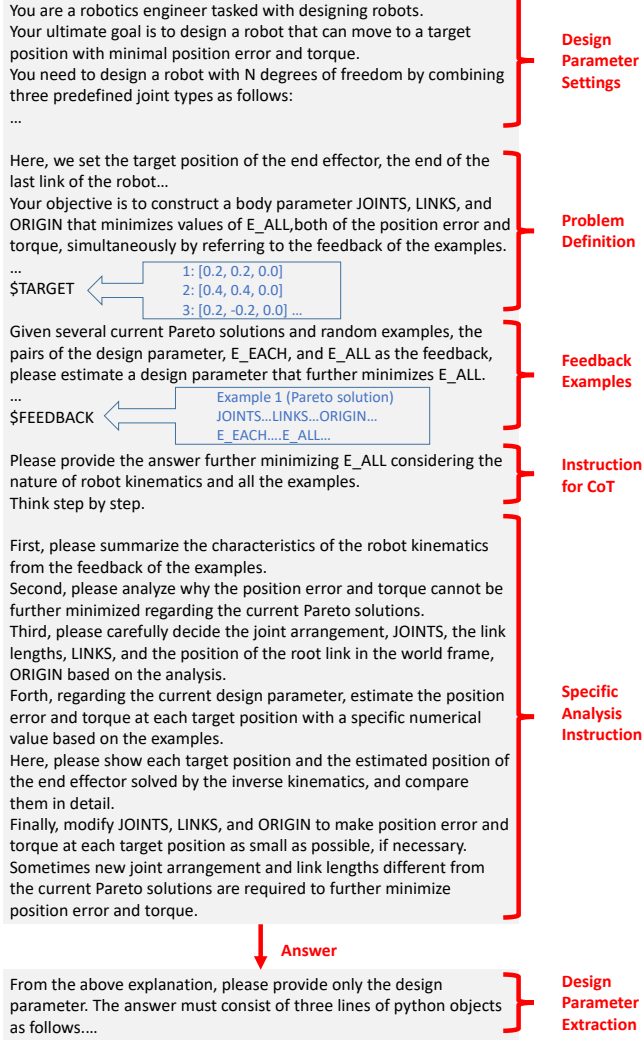 You are a robotics engineer tasked with designing robots.
Your ultimate goal is to design a robot that can move to a target
position with minimal position error and torque.
You need to design a robot with N degrees of freedom by combining
three predefined joint types as follows:
...
Design
Parameter
Settings
Here, we set the target position of the end effector, the end of the
last link of the robot...
Your objective is to construct a body parameter JOINTS, LINKS, and
ORIGIN that minimizes values of E_ALL,both of the position error and
torque, simultaneously by referring to the feedback of the examples.
...
$TARGET
1: [0.2, 0.2, 0.0]
2: [0.4, 0.4, 0.0]
3: [0.2, -0.2, 0.0] ...
Problem
Definition
Given several current Pareto solutions and random examples, the
pairs of the design parameter, E_EACH, and E_ALL as the feedback,
please estimate a design parameter that further minimizes E_ALL.
...
$FEEDBACK
Example 1 (Pareto solution)
JOINTS...LINKS...ORIGIN...
E_EACH....E_ALL...
Feedback
Examples
Please provide the answer further minimizing E_ALL considering the
nature of robot kinematics and all the examples.
Think step by step.
Instruction
for CoT
First, please summarize the characteristics of the robot kinematics
from the feedback of the examples.
Second, please analyze why the position error and torque cannot be
further minimized regarding the current Pareto solutions.
Third, please carefully decide the joint arrangement, JOINTS, the link
lengths, LINKS, and the position of the root link in the world frame,
ORIGIN based on the analysis.
Forth, regarding the current design parameter, estimate the position
error and torque at each target position with a specific numerical
value based on the examples.
Here, please show each target position and the estimated position of
the end effector solved by the inverse kinematics, and compare
them in detail.
Finally, modify JOINTS, LINKS, and ORIGIN to make position error and
torque at each target position as small as possible, if necessary.
Sometimes new joint arrangement and link lengths different from
the current Pareto solutions are required to further minimize
position error and torque.
Specific
Analysis
Instruction
Answer
From the above explanation, please provide only the design
parameter. The answer must consist of three lines of python objects
as follows....
Design
Parameter
Extraction